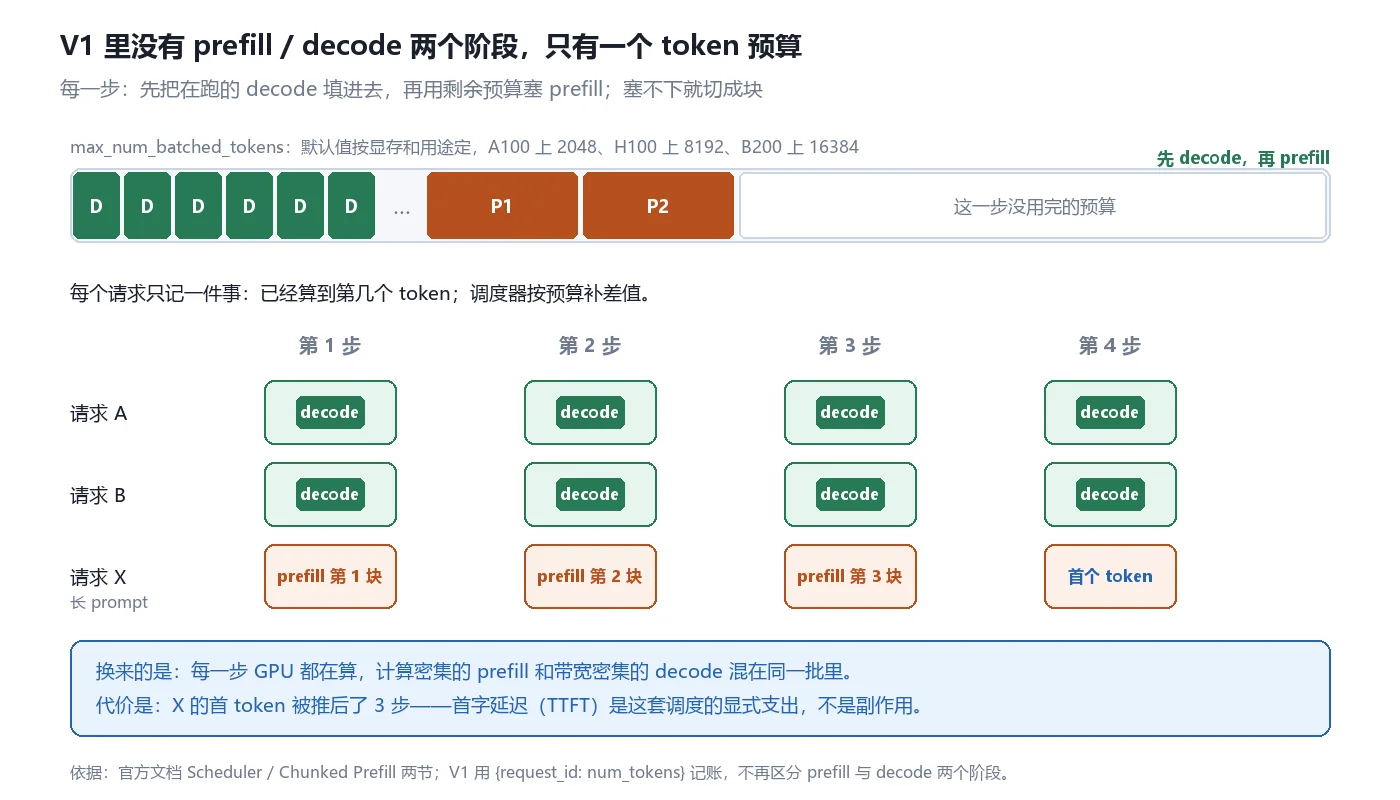 V1 里没有 prefill / decode 两个阶段，只有一个 token 预算
每一步：先把在跑的 decode 填进去，再用剩余预算塞 prefill；塞不下就切成块
max_num_batched_tokens：默认值按显存和用途定，A100 上 2048、H100 上 8192、B200 上 16384
先 decode，再 prefill
D D D D D D … P1 P2 这一步没用完的预算
每个请求只记一件事：已经算到第几个 token；调度器按预算补差值。
第 1 步 第 2 步 第 3 步 第 4 步
请求 A decode decode decode decode
请求 B decode decode decode decode
请求 X prefill 第 1 块 prefill 第 2 块 prefill 第 3 块 首个 token
长 prompt
换来的是：每一步 GPU 都在算，计算密集的 prefill 和带宽密集的 decode 混在同一批里。
代价是：X 的首 token 被推后了 3 步——首字延迟（TTFT）是这套调度的显式支出，不是副作用。
依据：官方文档 Scheduler / Chunked Prefill 两节；V1 用 {request_id: num_tokens} 记账，不再区分 prefill 与 decode 两个阶段。